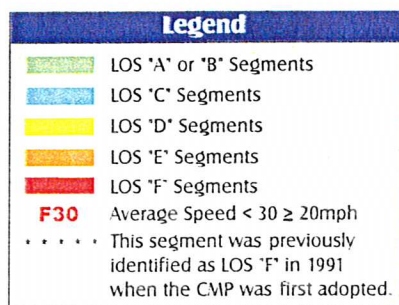 Legend
LOS "A" or "B" Segments
LOS "C" Segments
LOS "D" Segments
LOS "E" Segments
LOS "F" Segments
F30 Average Speed < 30 ≥ 20mph
This segment was previously
identified as LOS "F" in 1991
when the CMP was first adopted.